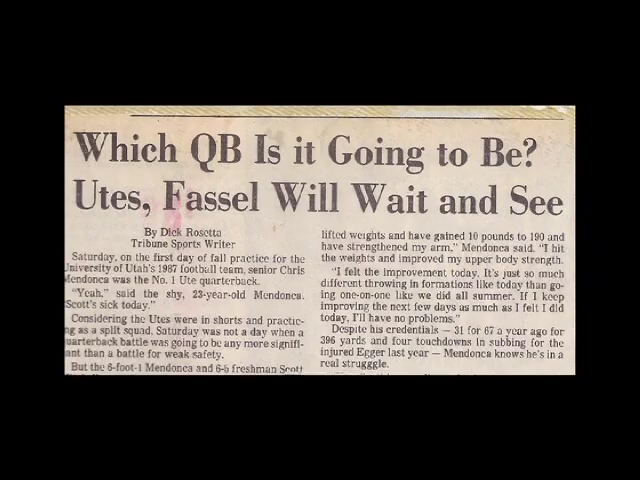 Which QB Is it Going to Be?
Utes, Fassel Will Wait and See
By Dick Rosetta
Tribune Sports Writer
Saturday, on the first day of fall practice for the
University of Utah's 1987 football team, senior Chris
Mendonca was the No. 1 Ute quarterback.
"Yeah," said the shy, 23-year-old Mendonca.
"Scott's sick today."
Considering the Utes were in shorts and practic-
ng as a split squad, Saturday was not a day when a
uarterback battle was going to be any more signifi-
ant than a battle for weak safety.
But the 6-foot-1 Mendonca and 6-5 freshman Scott
lifted weights and have gained 10 pounds to 190 and
have strengthened my arm," Mendonca said. "I hit
the weights and improved my upper body strength.
"I felt the improvement today. It's just so much
different throwing in formations like today than go-
ing one-on-one like we did all summer. If I keep
improving the next few days as much as I felt I did
today, I'll have no problems."
Despite his credentials — 31 for 67 a year ago for
396 yards and four touchdowns in subbing for the
injured Egger last year — Mendonca knows he's in a
real strugggle.